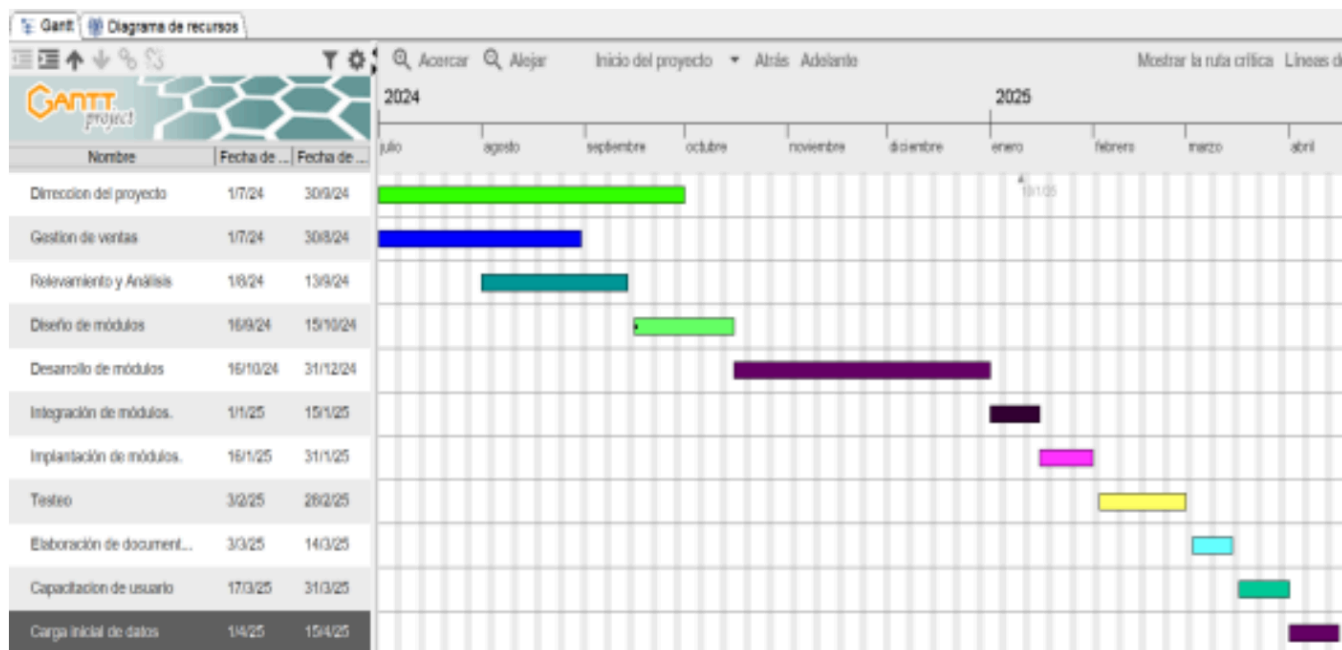 Gantt Diagrama de recursos
Acercar Alejar Inicio del proyecto Atrás Adelante Mostrar la ruta crítica Líneas d
GANTT project
2024 2025
Nombre Fecha de ... Fecha de ...
julio agosto septiembre octubre noviembre diciembre enero febrero marzo abril
Dirreccion del proyecto 1/7/24 30/9/24
Gestion de ventas 1/7/24 30/8/24
Relevamiento y Análisis 1/8/24 13/9/24
Diseño de módulos 16/9/24 15/10/24
Desarrollo de módulos 16/10/24 31/12/24
Integración de módulos. 1/1/25 15/1/25
Implantación de módulos. 16/1/25 31/1/25
Testeo 3/2/25 28/2/25
Elaboración de document... 3/3/25 14/3/25
Capacitacion de usuario 17/3/25 31/3/25
Carga inicial de datos 1/4/25 15/4/25